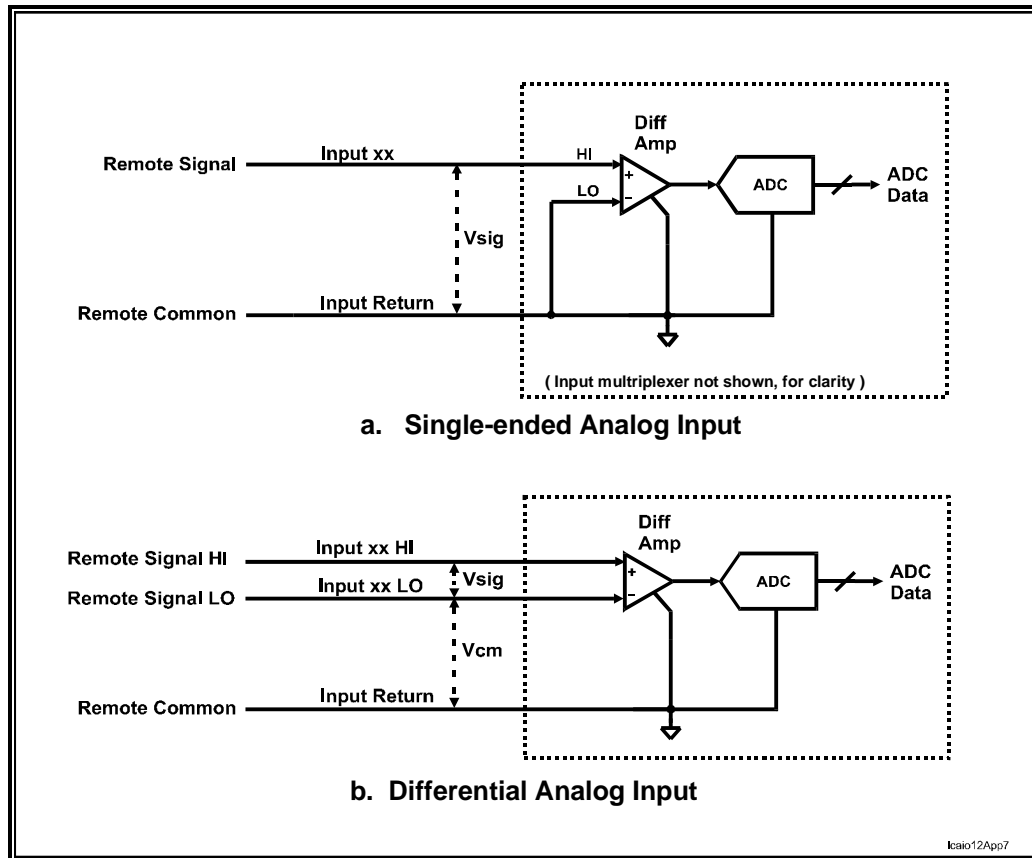 Diff
Amp
Remote Signal
Input xx
HI
+
LO
−
ADC
ADC
Data
Vsig
Remote Common
Input Return
( Input multiplexer not shown, for clarity )
a. Single-ended Analog Input
Diff
Amp
Remote Signal HI
Input xx HI
+
Vsig
ADC
ADC
Data
Remote Signal LO
Input xx LO
−
Vcm
Remote Common
Input Return
b. Differential Analog Input
lcaio12App7